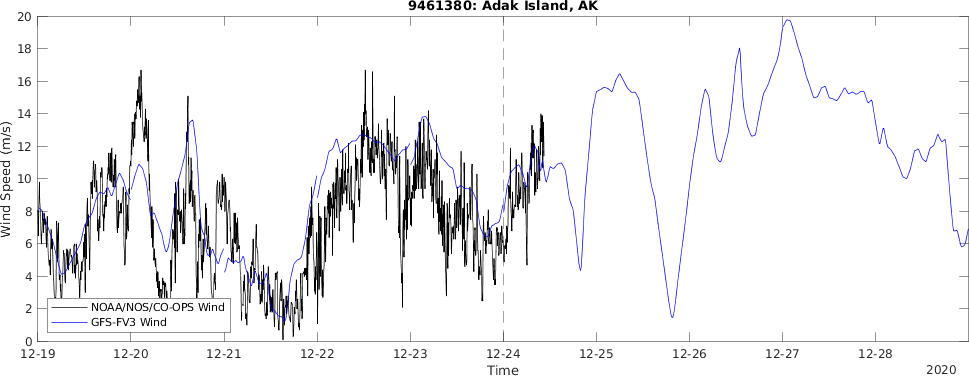 9461380: Adak Island, AK
Wind Speed (m/s)
20
18
16
14
12
10
8
6
4
2
0
NOAA/NOS/CO-OPS Wind
GFS-FV3 Wind
12-19 12-20 12-21 12-22 12-23 12-24 12-25 12-26 12-27 12-28
Time
2020